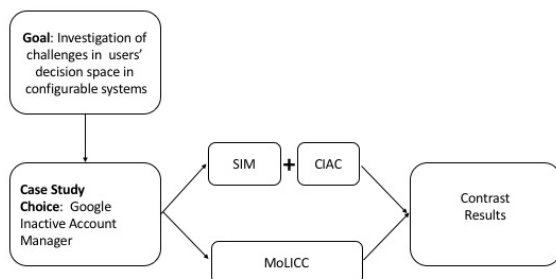 Goal: Investigation of
challenges in users’
decision space in
configurable systems
Case Study
Choice: Google
Inactive Account
Manager
SIM + CIAC
MoLICC
Contrast
Results